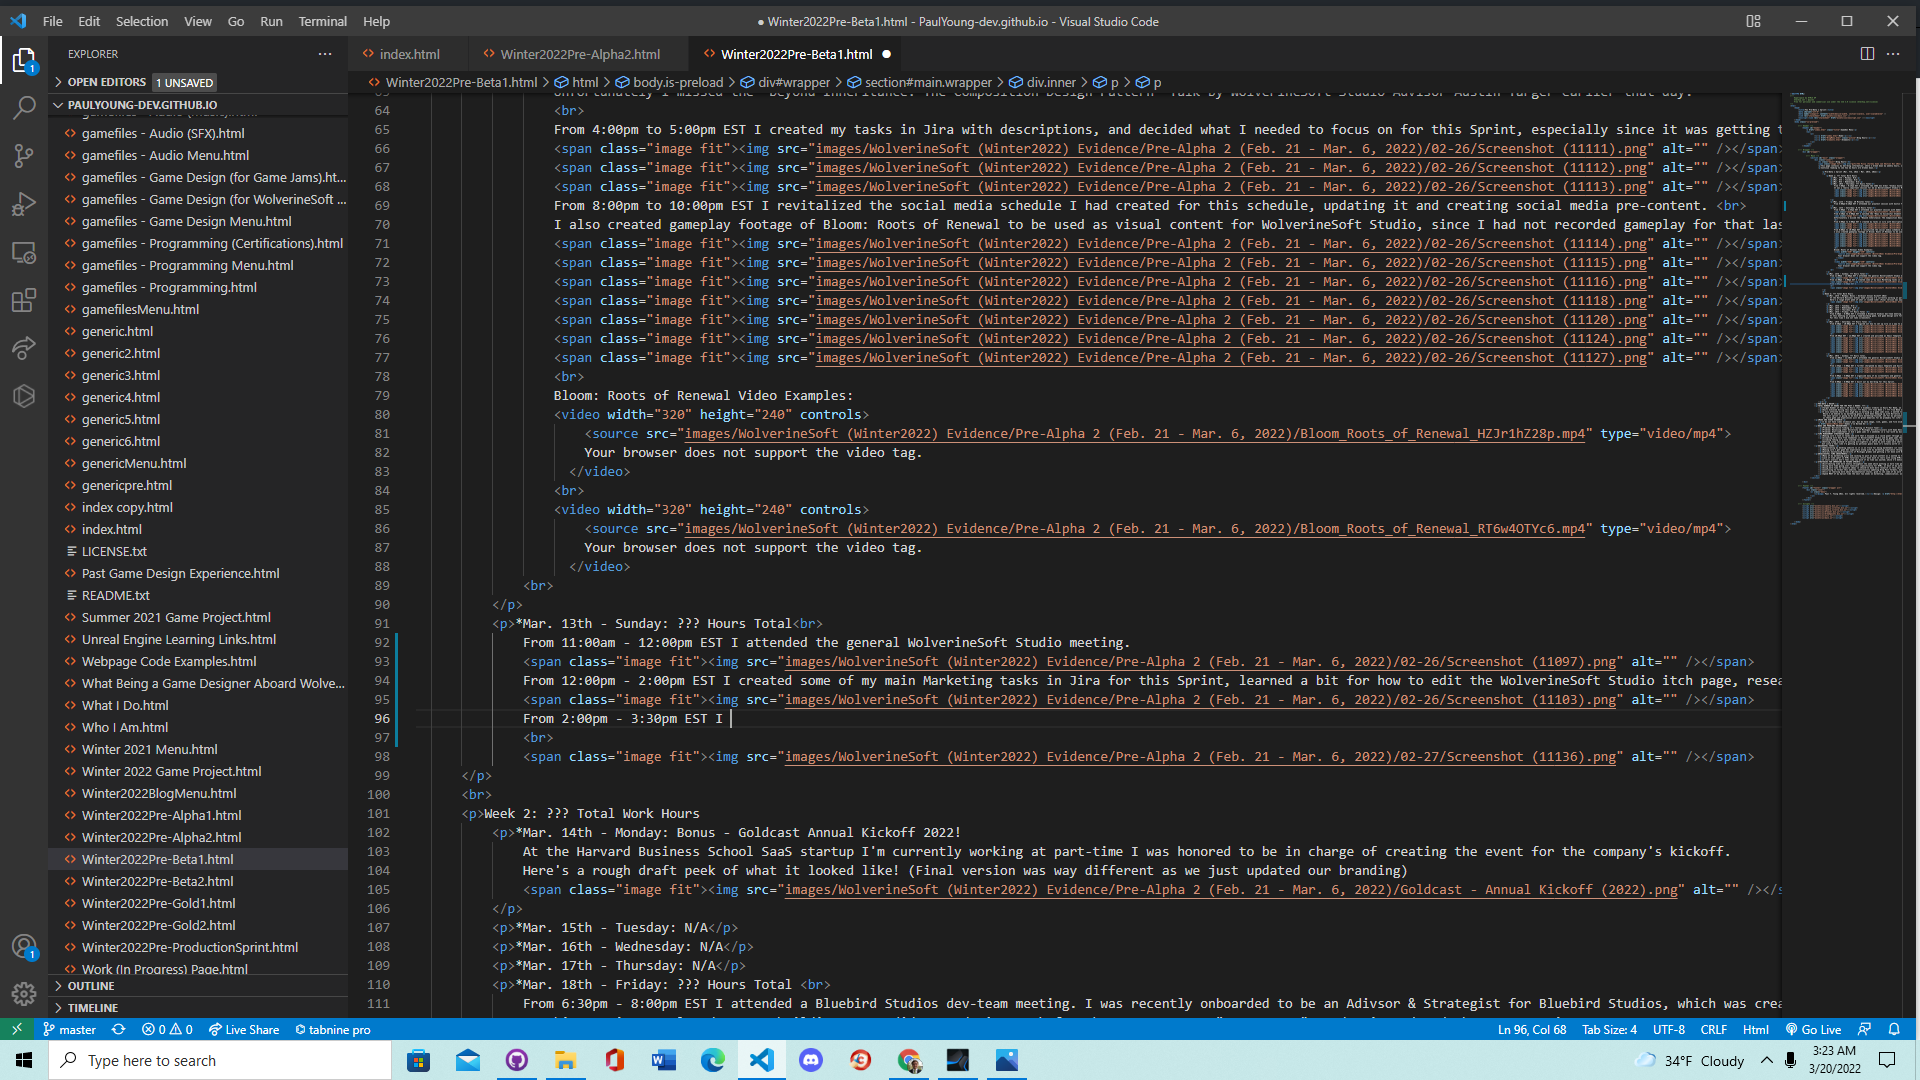 File Edit Selection View Go Run Terminal Help
● Winter2022Pre-Beta1.html - PaulYoung-dev.github.io - Visual Studio Code
EXPLORER
OPEN EDITORS 1 UNSAVED
PAULYOUNG-DEV.GITHUB.IO
gamefiles - Audio (SFX).html
gamefiles - Audio Menu.html
gamefiles - Game Design (for Game Jams).ht...
gamefiles - Game Design (for WolverineSoft ...
gamefiles - Game Design Menu.html
gamefiles - Programming (Certifications).html
gamefiles - Programming Menu.html
gamefiles - Programming.html
gamefilesMenu.html
generic.html
generic2.html
generic3.html
generic4.html
generic5.html
generic6.html
genericMenu.html
genericpre.html
index copy.html
index.html
LICENSE.txt
Past Game Design Experience.html
README.txt
Summer 2021 Game Project.html
Unreal Engine Learning Links.html
Webpage Code Examples.html
What Being a Game Designer Aboard Wolve...
What I Do.html
Who I Am.html
Winter 2021 Menu.html
Winter 2022 Game Project.html
Winter2022BlogMenu.html
Winter2022Pre-Alpha1.html
Winter2022Pre-Alpha2.html
Winter2022Pre-Beta1.html
Winter2022Pre-Beta2.html
Winter2022Pre-Gold1.html
Winter2022Pre-Gold2.html
Winter2022Pre-ProductionSprint.html
Work (In Progress) Page.html
OUTLINE
TIMELINE
index.html Winter2022Pre-Alpha2.html Winter2022Pre-Beta1.html ●
Winter2022Pre-Beta1.html > html > body.is-preload > div#wrapper > section#main.wrapper > div.inner > p > p
64 <br>
65 From 4:00pm to 5:00pm EST I created my tasks in Jira with descriptions, and decided what I needed to focus on for this Sprint, especially since it was getting t
66 <span class="image fit"><img src="images/WolverineSoft (Winter2022) Evidence/Pre-Alpha 2 (Feb. 21 - Mar. 6, 2022)/02-26/Screenshot (11111).png" alt="" /></span>
67 <span class="image fit"><img src="images/WolverineSoft (Winter2022) Evidence/Pre-Alpha 2 (Feb. 21 - Mar. 6, 2022)/02-26/Screenshot (11112).png" alt="" /></span>
68 <span class="image fit"><img src="images/WolverineSoft (Winter2022) Evidence/Pre-Alpha 2 (Feb. 21 - Mar. 6, 2022)/02-26/Screenshot (11113).png" alt="" /></span>
69 From 8:00pm to 10:00pm EST I revitalized the social media schedule I had created for this schedule, updating it and creating social media pre-content. <br>
70 I also created gameplay footage of Bloom: Roots of Renewal to be used as visual content for WolverineSoft Studio, since I had not recorded gameplay for that las
71 <span class="image fit"><img src="images/WolverineSoft (Winter2022) Evidence/Pre-Alpha 2 (Feb. 21 - Mar. 6, 2022)/02-26/Screenshot (11114).png" alt="" /></span>
72 <span class="image fit"><img src="images/WolverineSoft (Winter2022) Evidence/Pre-Alpha 2 (Feb. 21 - Mar. 6, 2022)/02-26/Screenshot (11115).png" alt="" /></span>
73 <span class="image fit"><img src="images/WolverineSoft (Winter2022) Evidence/Pre-Alpha 2 (Feb. 21 - Mar. 6, 2022)/02-26/Screenshot (11116).png" alt="" /></span>
74 <span class="image fit"><img src="images/WolverineSoft (Winter2022) Evidence/Pre-Alpha 2 (Feb. 21 - Mar. 6, 2022)/02-26/Screenshot (11118).png" alt="" /></span>
75 <span class="image fit"><img src="images/WolverineSoft (Winter2022) Evidence/Pre-Alpha 2 (Feb. 21 - Mar. 6, 2022)/02-26/Screenshot (11120).png" alt="" /></span>
76 <span class="image fit"><img src="images/WolverineSoft (Winter2022) Evidence/Pre-Alpha 2 (Feb. 21 - Mar. 6, 2022)/02-26/Screenshot (11124).png" alt="" /></span>
77 <span class="image fit"><img src="images/WolverineSoft (Winter2022) Evidence/Pre-Alpha 2 (Feb. 21 - Mar. 6, 2022)/02-26/Screenshot (11127).png" alt="" /></span>
78 <br>
79 Bloom: Roots of Renewal Video Examples:
80 <video width="320" height="240" controls>
81 <source src="images/WolverineSoft (Winter2022) Evidence/Pre-Alpha 2 (Feb. 21 - Mar. 6, 2022)/Bloom_Roots_of_Renewal_HZJr1hZ28p.mp4" type="video/mp4">
82 Your browser does not support the video tag.
83 </video>
84 <br>
85 <video width="320" height="240" controls>
86 <source src="images/WolverineSoft (Winter2022) Evidence/Pre-Alpha 2 (Feb. 21 - Mar. 6, 2022)/Bloom_Roots_of_Renewal_RT6w4OTYc6.mp4" type="video/mp4">
87 Your browser does not support the video tag.
88 </video>
89 <br>
90 </p>
91 <p>*Mar. 13th - Sunday: ??? Hours Total<br>
92 From 11:00am - 12:00pm EST I attended the general WolverineSoft Studio meeting.
93 <span class="image fit"><img src="images/WolverineSoft (Winter2022) Evidence/Pre-Alpha 2 (Feb. 21 - Mar. 6, 2022)/02-26/Screenshot (11097).png" alt="" /></span>
94 From 12:00pm - 2:00pm EST I created some of my main Marketing tasks in Jira for this Sprint, learned a bit for how to edit the WolverineSoft Studio itch page, resea
95 <span class="image fit"><img src="images/WolverineSoft (Winter2022) Evidence/Pre-Alpha 2 (Feb. 21 - Mar. 6, 2022)/02-26/Screenshot (11103).png" alt="" /></span>
96 From 2:00pm - 3:30pm EST I
97 <br>
98 <span class="image fit"><img src="images/WolverineSoft (Winter2022) Evidence/Pre-Alpha 2 (Feb. 21 - Mar. 6, 2022)/02-27/Screenshot (11136).png" alt="" /></span>
99 </p>
100 <br>
101 <p>Week 2: ??? Total Work Hours
102 <p>*Mar. 14th - Monday: Bonus - Goldcast Annual Kickoff 2022!
103 At the Harvard Business School SaaS startup I'm currently working at part-time I was honored to be in charge of creating the event for the company's kickoff.
104 Here's a rough draft peek of what it looked like! (Final version was way different as we just updated our branding)
105 <span class="image fit"><img src="images/WolverineSoft (Winter2022) Evidence/Pre-Alpha 2 (Feb. 21 - Mar. 6, 2022)/Goldcast - Annual Kickoff (2022).png" alt="" /></s
106 </p>
107 <p>*Mar. 15th - Tuesday: N/A</p>
108 <p>*Mar. 16th - Wednesday: N/A</p>
109 <p>*Mar. 17th - Thursday: N/A</p>
110 <p>*Mar. 18th - Friday: ??? Hours Total <br>
111 From 6:30pm - 8:00pm EST I attended a Bluebird Studios dev-team meeting. I was recently onboarded to be an Adivsor & Strategist for Bluebird Studios, which was crea
master 0 0 Live Share tabnine pro
Ln 96, Col 68 Tab Size: 4 UTF-8 CRLF Html Go Live
Type here to search
34°F Cloudy
3:23 AM
3/20/2022